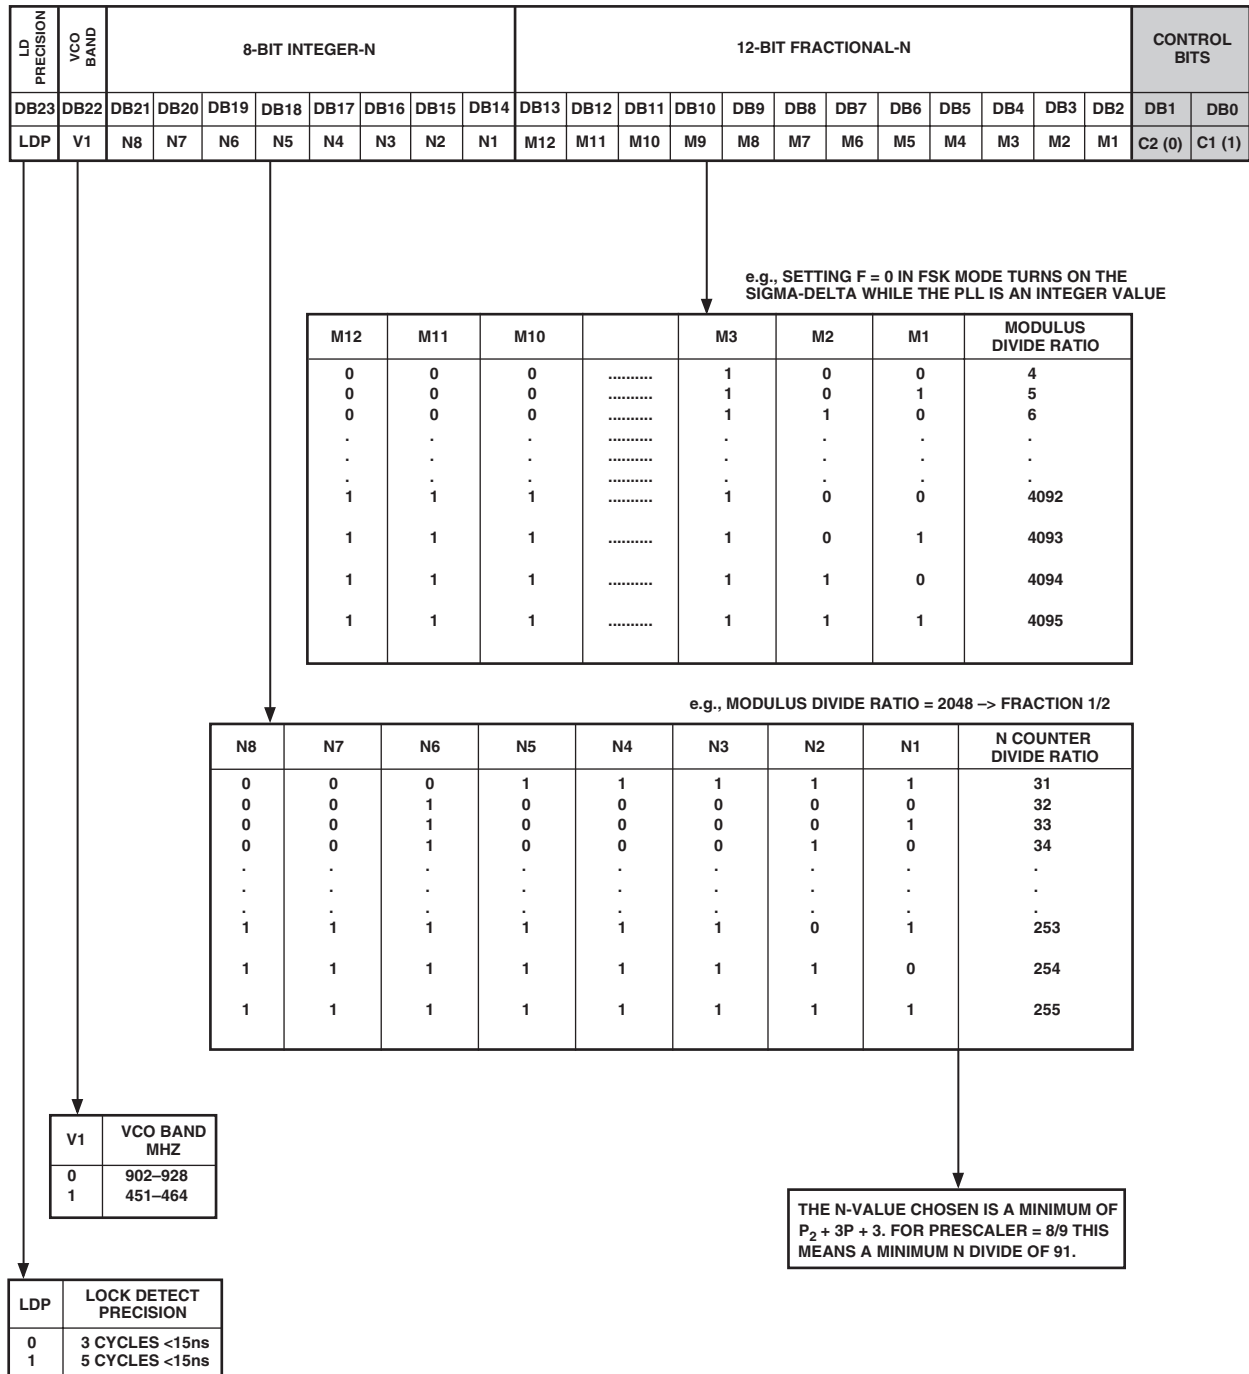 LD PRECISION
VCO BAND
8-BIT INTEGER-N
12-BIT FRACTIONAL-N
CONTROL BITS
DB23 DB22 DB21 DB20 DB19 DB18 DB17 DB16 DB15 DB14 DB13 DB12 DB11 DB10 DB9 DB8 DB7 DB6 DB5 DB4 DB3 DB2 DB1 DB0
LDP V1 N8 N7 N6 N5 N4 N3 N2 N1 M12 M11 M10 M9 M8 M7 M6 M5 M4 M3 M2 M1 C2 (0) C1 (1)
e.g., SETTING F = 0 IN FSK MODE TURNS ON THE
SIGMA-DELTA WHILE THE PLL IS AN INTEGER VALUE
M12 M11 M10 M3 M2 M1 MODULUS DIVIDE RATIO
0 0 0 .......... 1 0 0 4
0 0 0 .......... 1 0 1 5
0 0 0 .......... 1 1 0 6
. . . .......... . . . .
. . . .......... . . . .
. . . .......... . . . .
1 1 1 .......... 1 0 0 4092
1 1 1 .......... 1 0 1 4093
1 1 1 .......... 1 1 0 4094
1 1 1 .......... 1 1 1 4095
e.g., MODULUS DIVIDE RATIO = 2048 –> FRACTION 1/2
N8 N7 N6 N5 N4 N3 N2 N1 N COUNTER DIVIDE RATIO
0 0 0 1 1 1 1 1 31
0 0 1 0 0 0 0 0 32
0 0 1 0 0 0 0 1 33
0 0 1 0 0 0 1 0 34
. . . . . . . . .
. . . . . . . . .
. . . . . . . . .
1 1 1 1 1 1 0 1 253
1 1 1 1 1 1 1 0 254
1 1 1 1 1 1 1 1 255
V1 VCO BAND MHZ
0 902–928
1 451–464
THE N-VALUE CHOSEN IS A MINIMUM OF
P2 + 3P + 3. FOR PRESCALER = 8/9 THIS
MEANS A MINIMUM N DIVIDE OF 91.
LDP LOCK DETECT PRECISION
0 3 CYCLES <15ns
1 5 CYCLES <15ns